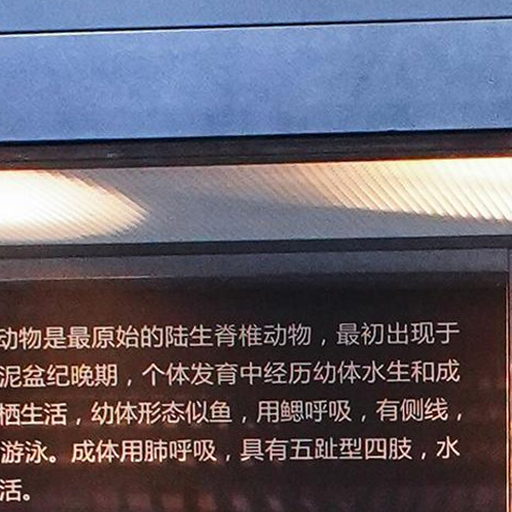 动物是最原始的陆生脊椎动物，最初出现于
泥盆纪晚期，个体发育中经历幼体水生和成
栖生活，幼体形态似鱼，用鳃呼吸，有侧线，
游泳。成体用肺呼吸，具有五趾型四肢，水
活。